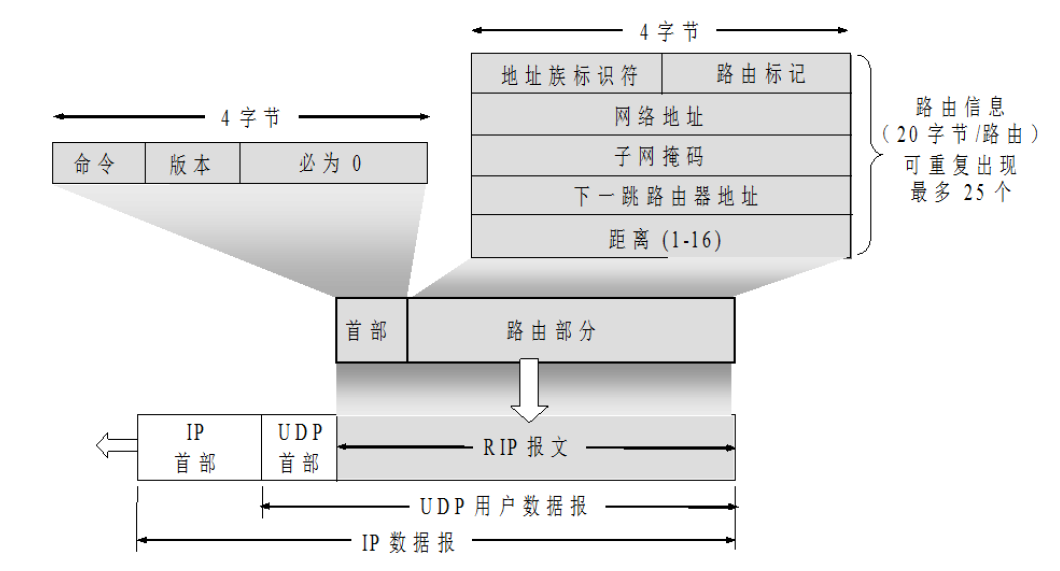 4 字节
地址族标识符
路由标记
网络地址
子网掩码
下一跳路由器地址
距离 (1-16)
路由信息
（20 字节/路由）
可重复出现
最多 25 个
4 字节
命令
版本
必为 0
首部
路由部分
IP
首部
UDP
首部
RIP 报文
UDP 用户数据报
IP 数据报